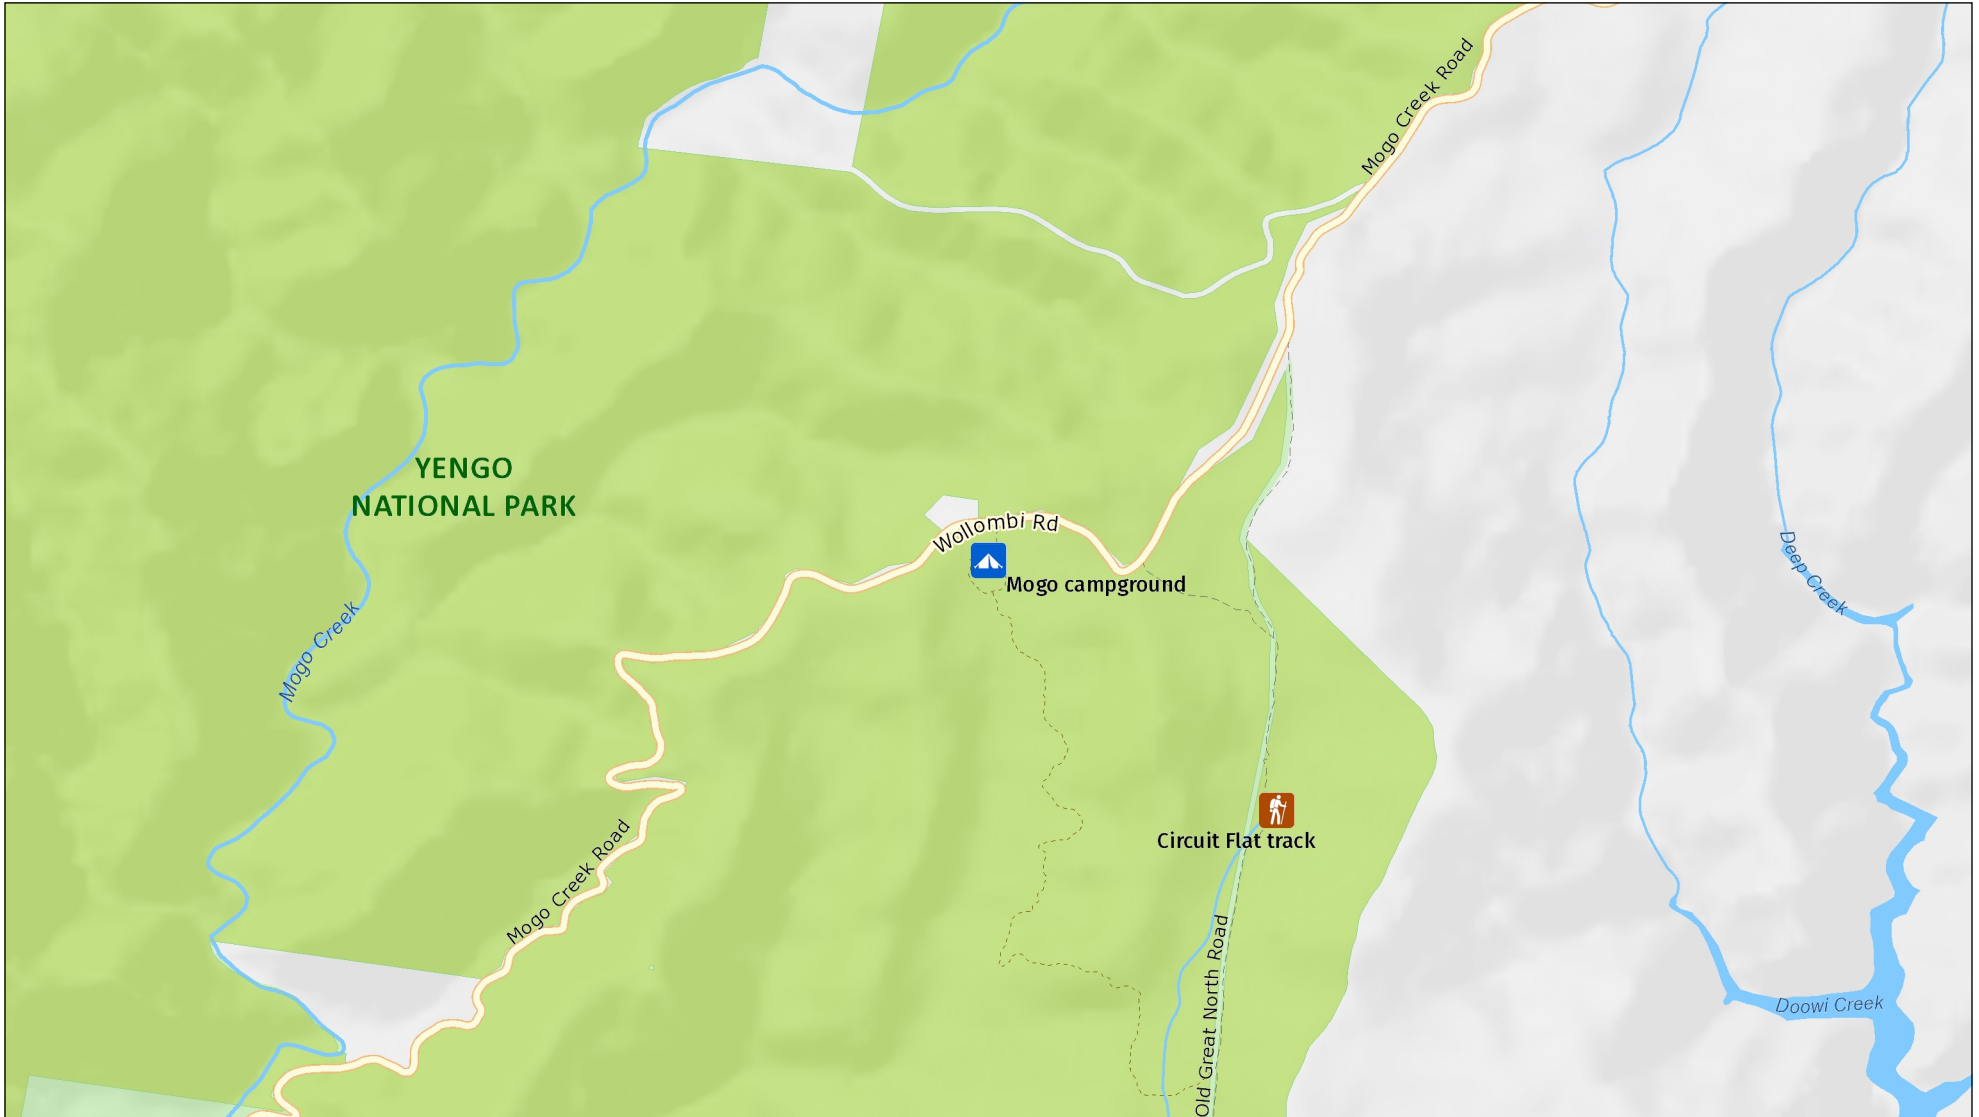 Mogo Creek Road
YENGO
NATIONAL PARK
Wollombi Rd
Mogo campground
Deep Creek
Mogo Creek
Circuit Flat track
Mogo Creek Road
Old Great North Road
Doowi Creek